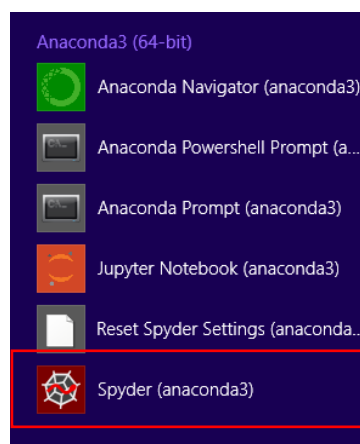 Anaconda3 (64-bit)
Anaconda Navigator (anaconda3)
Anaconda Powershell Prompt (a...
Anaconda Prompt (anaconda3)
Jupyter Notebook (anaconda3)
Reset Spyder Settings (anaconda...
Spyder (anaconda3)